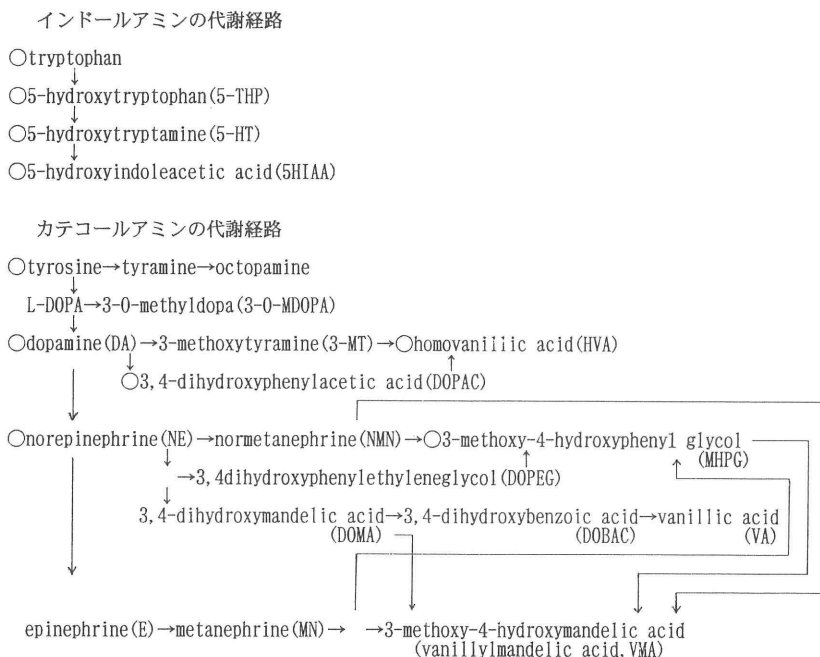 インドールアミンの代謝経路
○tryptophan
↓
○5-hydroxytryptophan(5-THP)
↓
○5-hydroxytryptamine(5-HT)
↓
○5-hydroxyindoleacetic acid(5HIAA)
カテコールアミンの代謝経路
○tyrosine→tyramine→octopamine
↓
L-DOPA→3-O-methyldopa(3-O-MDOPA)
↓
○dopamine(DA)→3-methoxytyramine(3-MT)→○homovanillic acid(HVA)
↓ ↑
○3,4-dihydroxyphenylacetic acid(DOPAC)
↓
○norepinephrine(NE)→normetanephrine(NMN)→○3-methoxy-4-hydroxyphenyl glycol
(MHPG)
↓ ↑
→3,4dihydroxyphenylethyleneglycol(DOPEG)
↓
3,4-dihydroxymandelic acid→3,4-dihydroxybenzoic acid→vanillic acid
(DOMA) (DOBAC) (VA)
↓
epinephrine(E)→metanephrine(MN)→ →3-methoxy-4-hydroxymandelic acid
(vanillylmandelic acid,VMA)